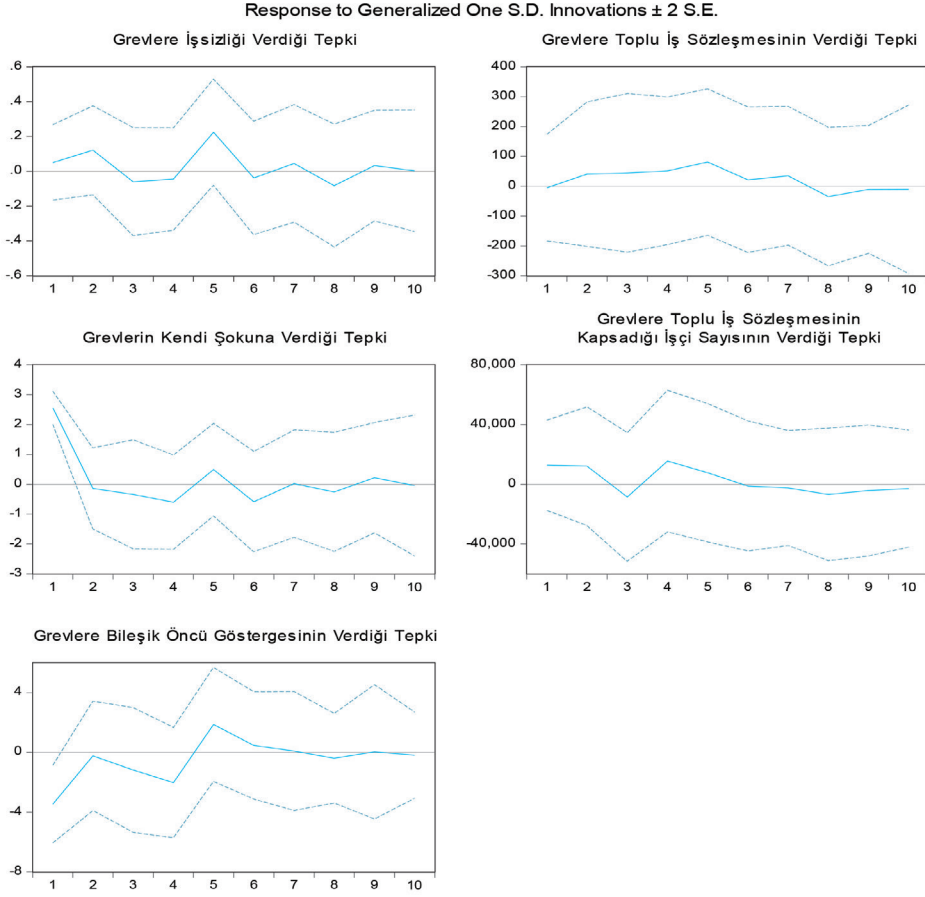 Response to Generalized One S.D. Innovations ± 2 S.E.
Grevlere İşsizliği Verdiği Tepki
.6
.4
.2
.0
-.2
-.4
-.6
1 2 3 4 5 6 7 8 9 10
Grevlere Toplu İş Sözleşmesinin Verdiği Tepki
400
300
200
100
0
-100
-200
-300
1 2 3 4 5 6 7 8 9 10
Grevlerin Kendi Şokuna Verdiği Tepki
4
3
2
1
0
-1
-2
-3
1 2 3 4 5 6 7 8 9 10
Grevlere Toplu İş Sözleşmesinin
Kapsadığı İşçi Sayısının Verdiği Tepki
80,000
40,000
0
-40,000
1 2 3 4 5 6 7 8 9 10
Grevlere Bileşik Öncü Göstergesinin Verdiği Tepki
4
0
-4
-8
1 2 3 4 5 6 7 8 9 10